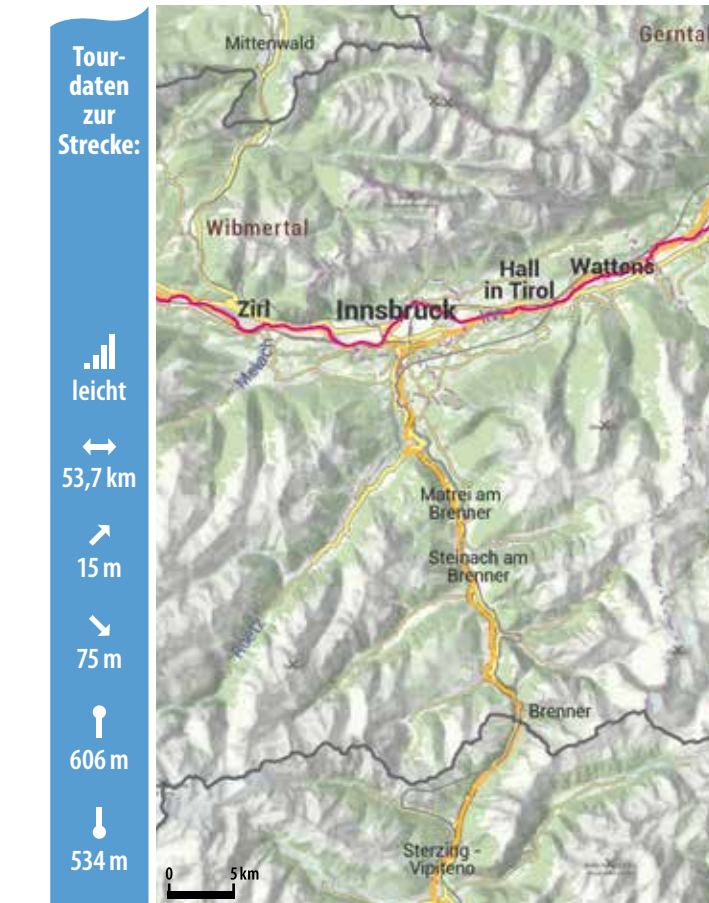 Tour-
daten
zur
Strecke:
leicht
53,7 km
15 m
75 m
606 m
534 m
Mittenwald
Gerntal
Wibmertal
Hall
in Tirol
Wattens
Zirl
Innsbruck
Melach
Matrei am
Brenner
Steinach am
Brenner
Ruetz
Brenner
Sterzing -
Vipiteno
0 5 km